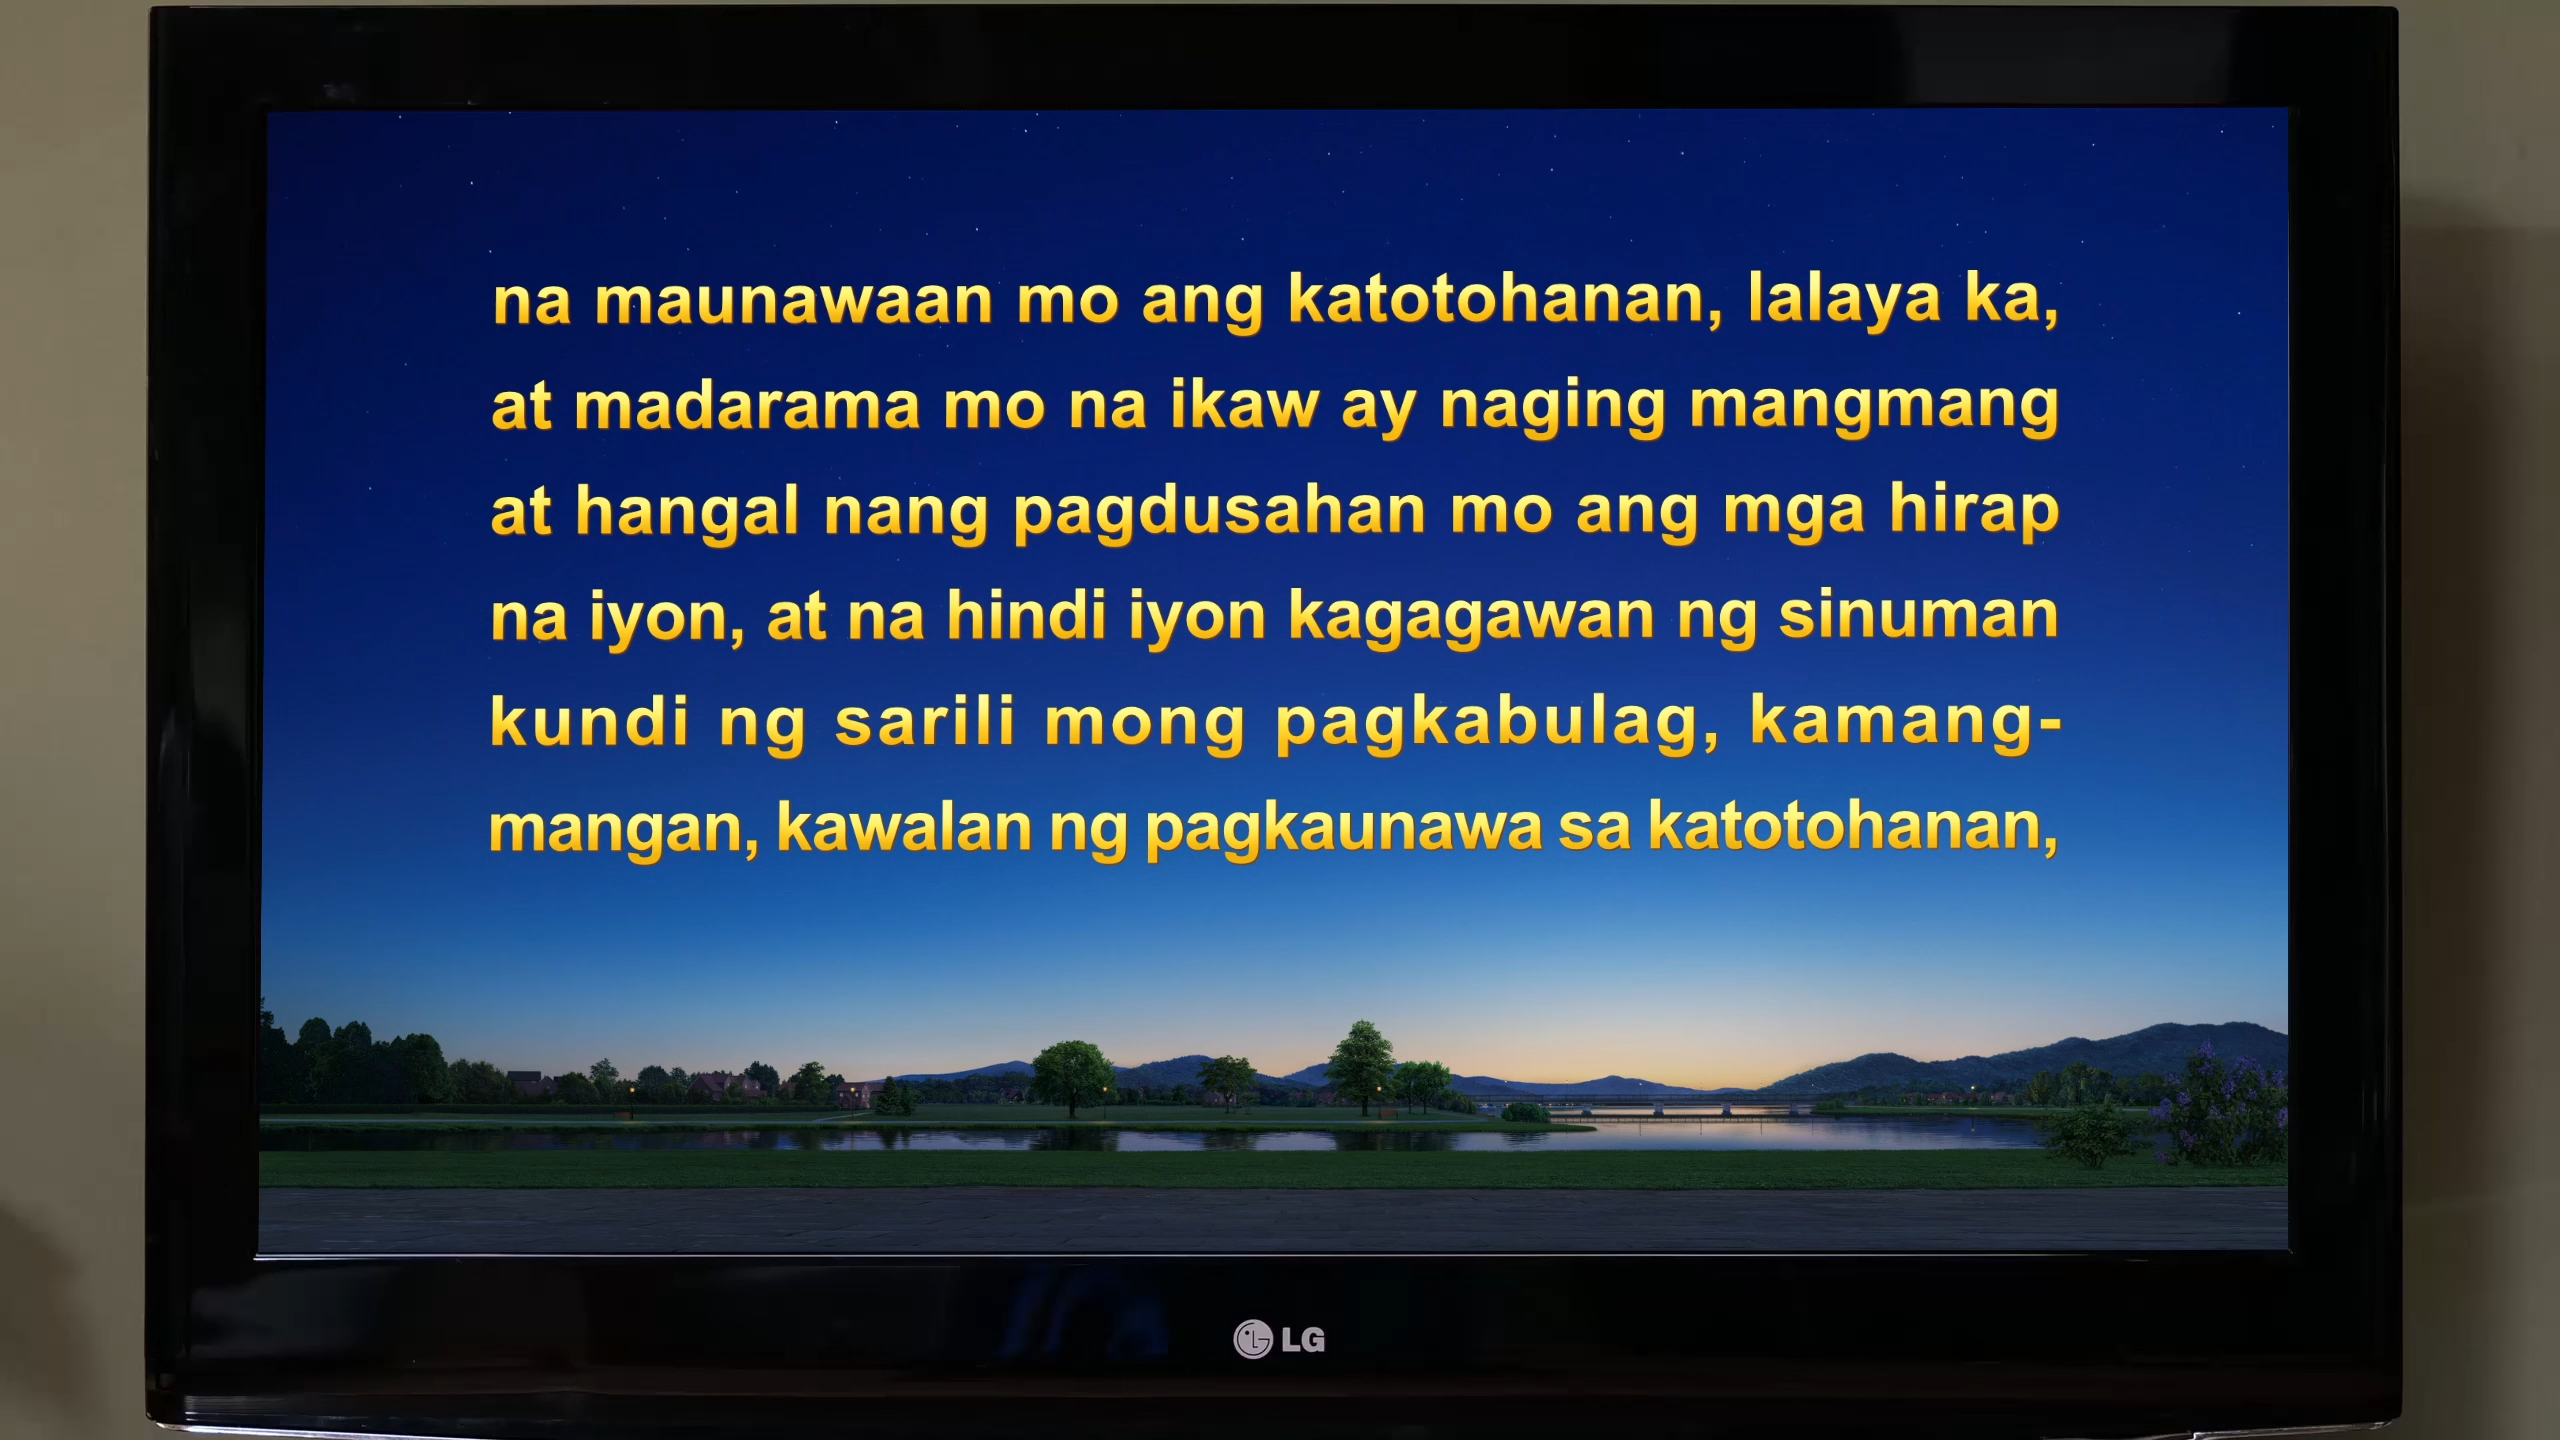 na maunawaan mo ang katotohanan, lalaya ka,
at madarama mo na ikaw ay naging mangmang
at hangal nang pagdusahan mo ang mga hirap
na iyon, at na hindi iyon kagagawan ng sinuman
kundi ng sarili mong pagkabulag, kamang-
mangan, kawalan ng pagkaunawa sa katotohanan,
LG